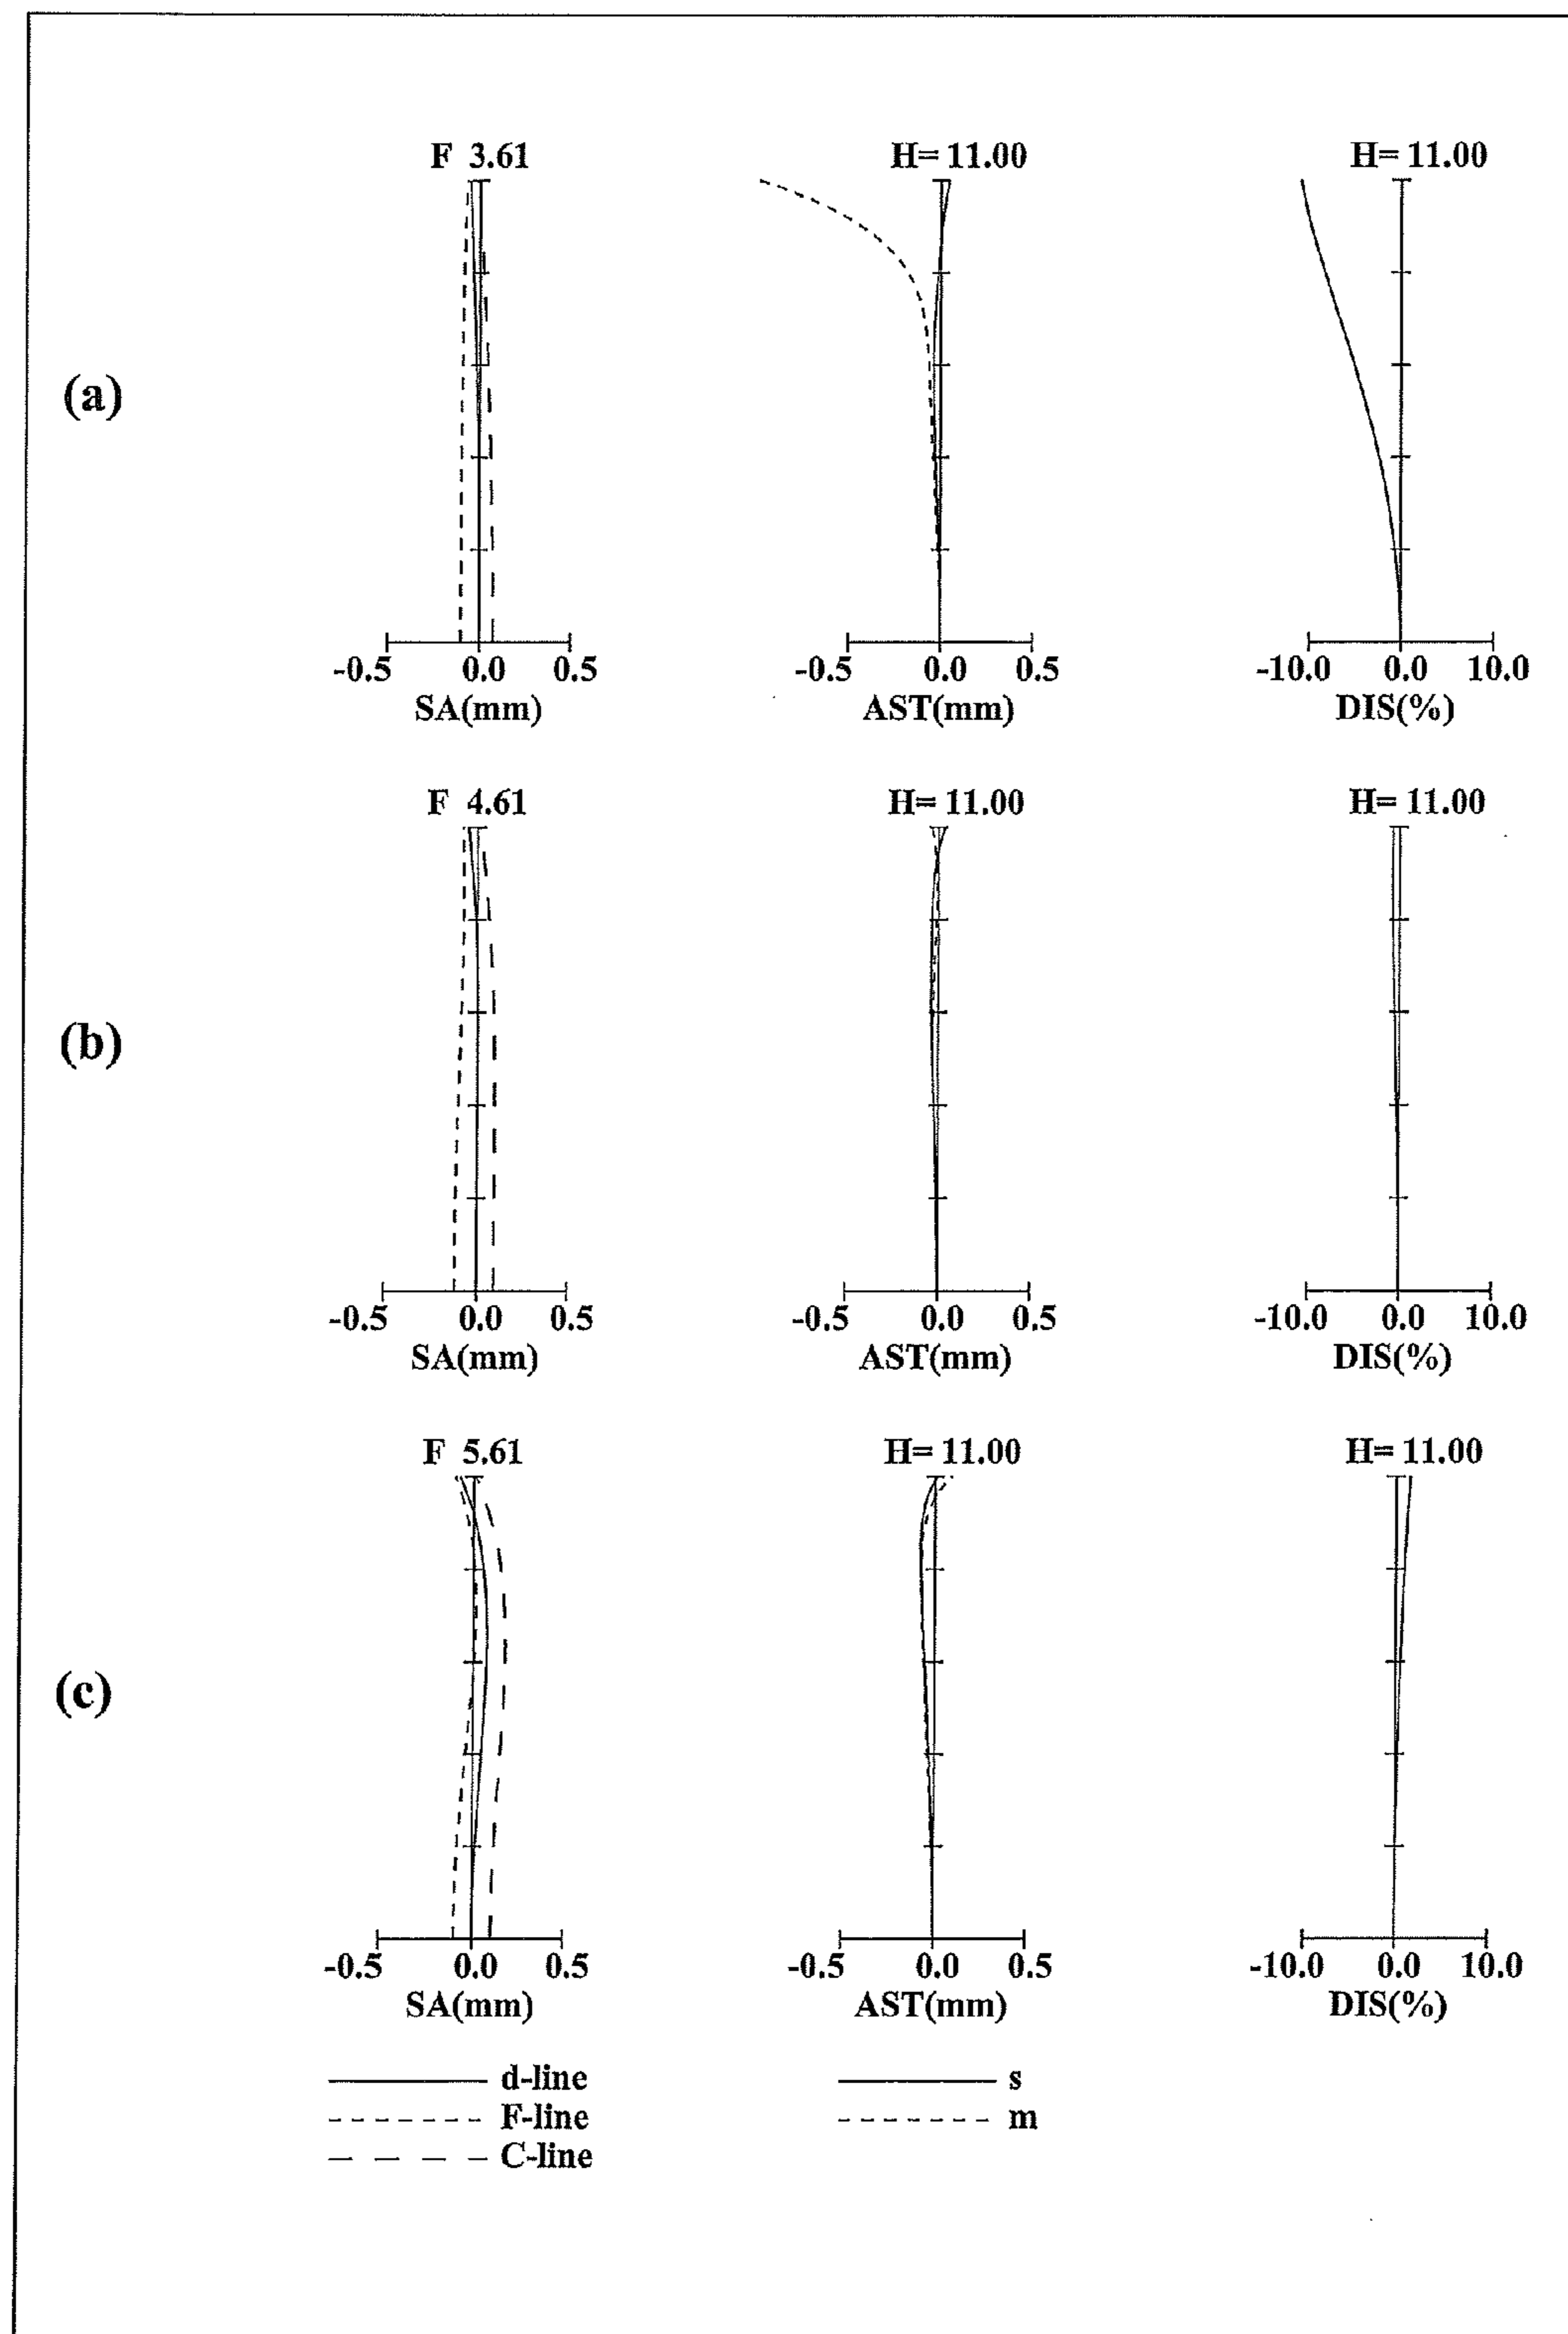 F 3.61 H= 11.00 H= 11.00
(a)
-0.5 0.0 0.5 -0.5 0.0 0.5 -10.0 0.0 10.0
SA(mm) AST(mm) DIS(%)
F 4.61 H= 11.00 H= 11.00
(b)
-0.5 0.0 0.5 -0.5 0.0 0.5 -10.0 0.0 10.0
SA(mm) AST(mm) DIS(%)
F 5.61 H= 11.00 H= 11.00
(c)
-0.5 0.0 0.5 -0.5 0.0 0.5 -10.0 0.0 10.0
SA(mm) AST(mm) DIS(%)
d-line s
F-line m
C-line